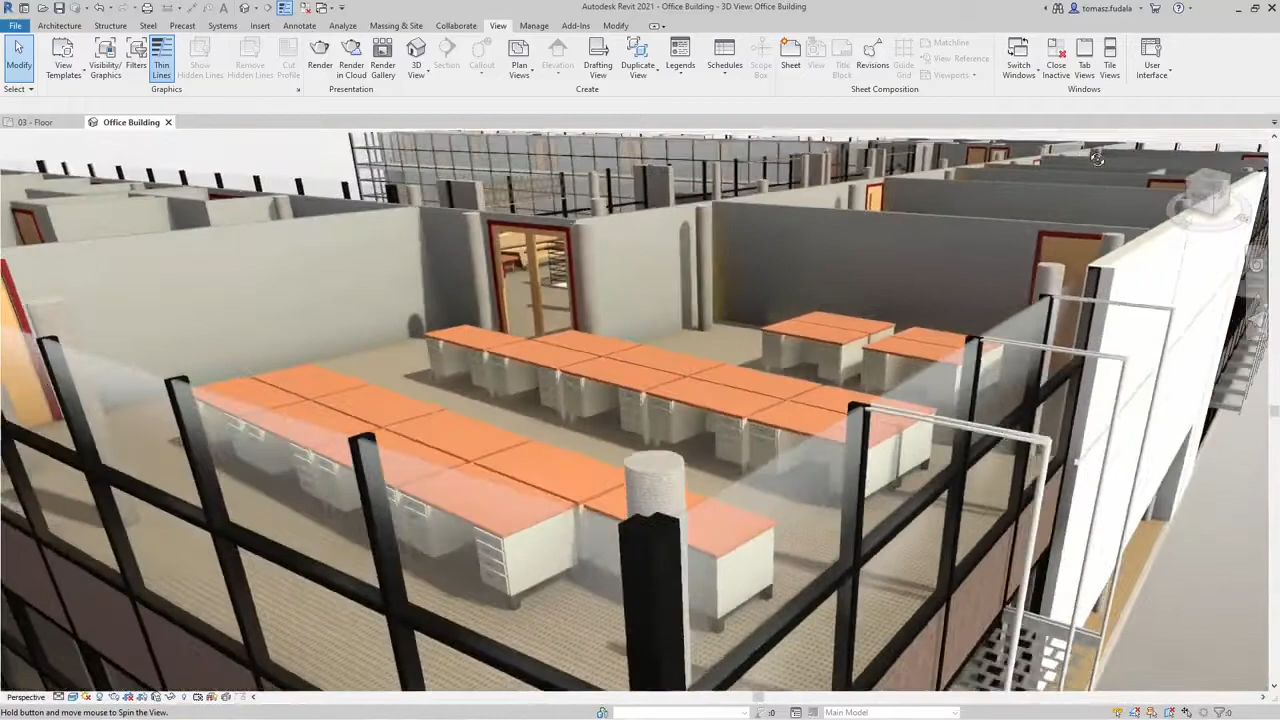 Autodesk Revit 2021 - Office Building - 3D View: Office Building
tomasz.fudala
File Architecture Structure Steel Precast Systems Insert Annotate Analyze Massing & Site Collaborate View Manage Add-Ins Modify
Modify
View Templates
Visibility/ Graphics
Filters
Thin Lines
Show Hidden Lines
Remove Hidden Lines
Cut Profile
Render
Render in Cloud
Render Gallery
3D View
Section
Callout
Plan Views
Elevation
Drafting View
Duplicate View
Legends
Schedules
Scope Box
Sheet
View
Title Block
Revisions
Guide Grid
Matchline
View Reference
Viewports
Switch Windows
Close Inactive
Tab Views
Tile Views
User Interface
Select Graphics Presentation Create Sheet Composition Windows
03 - Floor
Office Building
Perspective
Hold button and move mouse to Spin the View.
:0
Main Model
:0